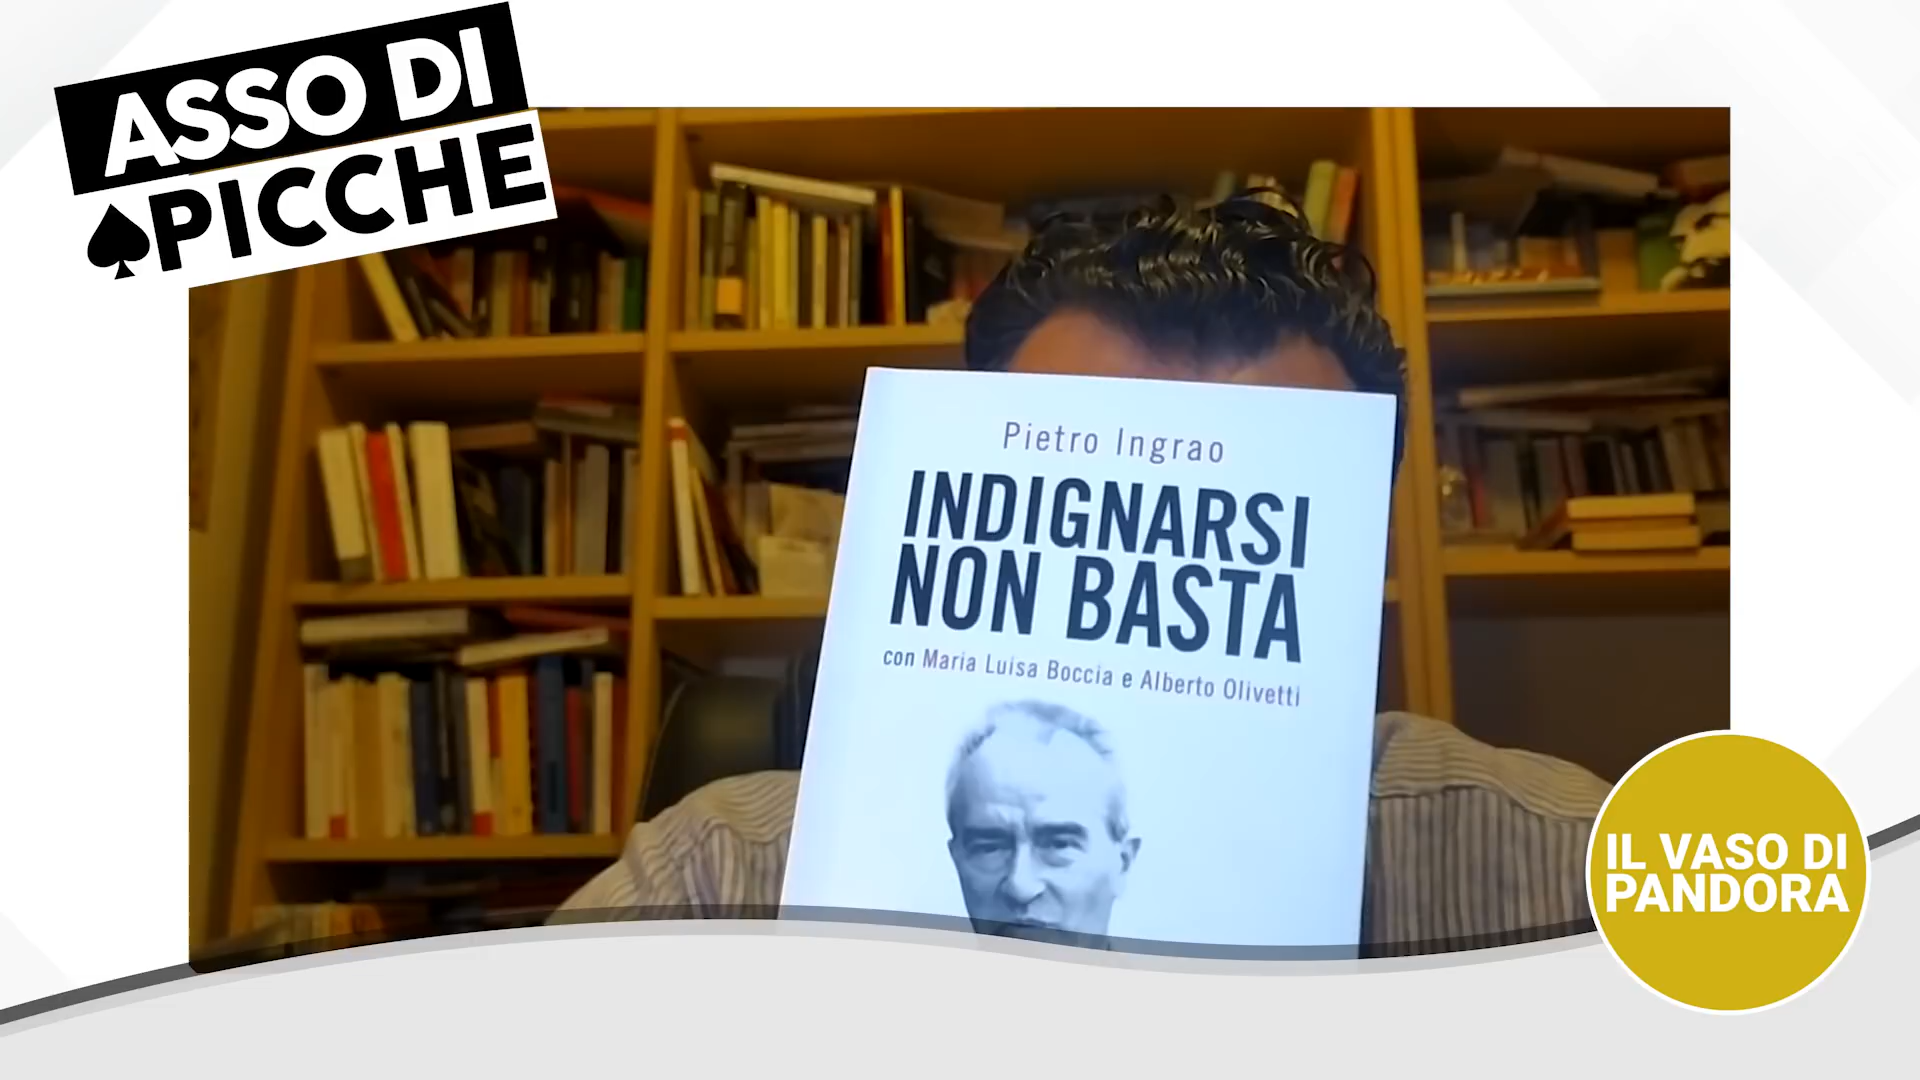 ASSO DI
PICCHE
Pietro Ingrao
INDIGNARSI
NON BASTA
con Maria Luisa Boccia e Alberto Olivetti
IL VASO DI
PANDORA